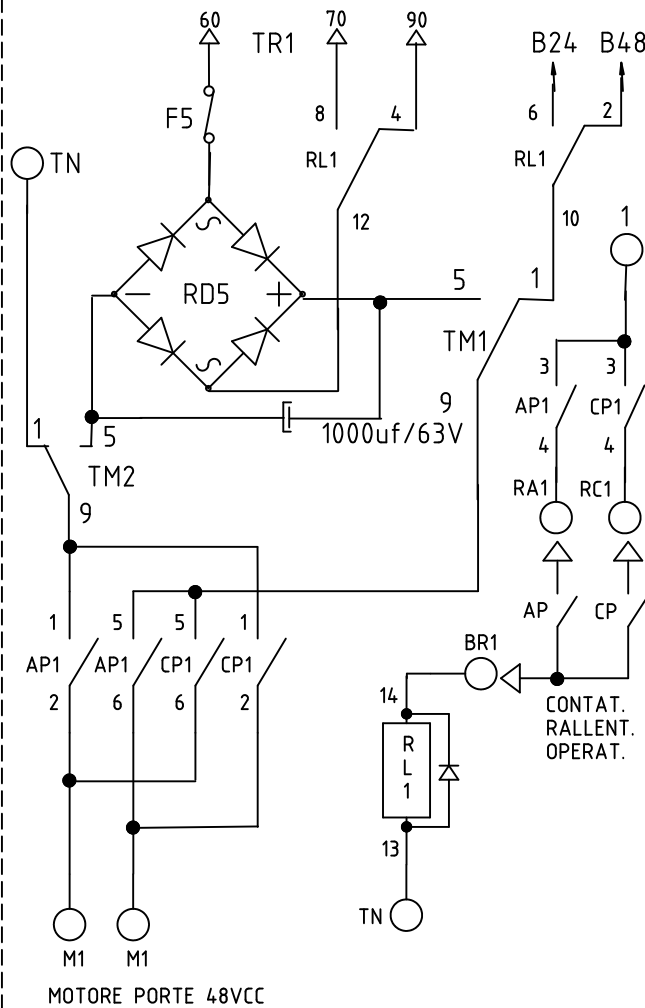 60
TR1
70
90
B24
B48
F5
8
4
6
2
TN
RL1
RL1
12
10
1
RD5
5
1
TM1
3
3
9
AP1
CP1
1000uf/63V
1
5
4
4
TM2
RA1
RC1
9
1
5
5
1
AP
CP
BR1
AP1
AP1
CP1
CP1
2
6
6
2
14
CONTAT.
RALLENT.
OPERAT.
R
L
1
13
TN
M1
M1
MOTORE PORTE 48VCC